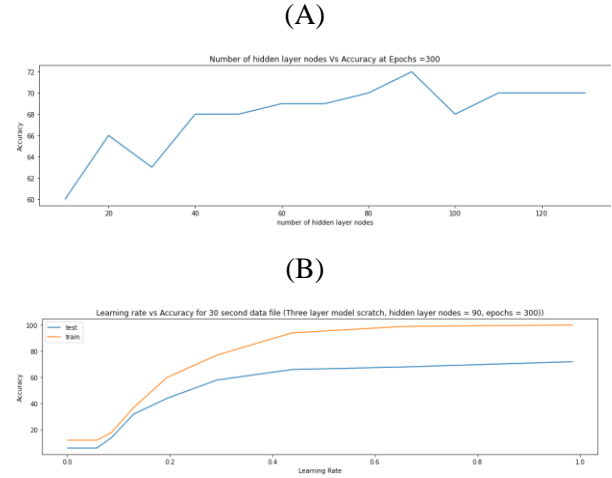 (A)
Number of hidden layer nodes Vs Accuracy at Epochs =300
72
70
68
66
64
62
60
Accuracy
20
40
60
80
100
120
number of hidden layer nodes
(B)
Learning rate vs Accuracy for 30 second data file (Three layer model scratch, hidden layer nodes = 90, epochs = 300))
test
train
100
80
60
40
20
Accuracy
0.0
0.2
0.4
0.6
0.8
1.0
Learning Rate